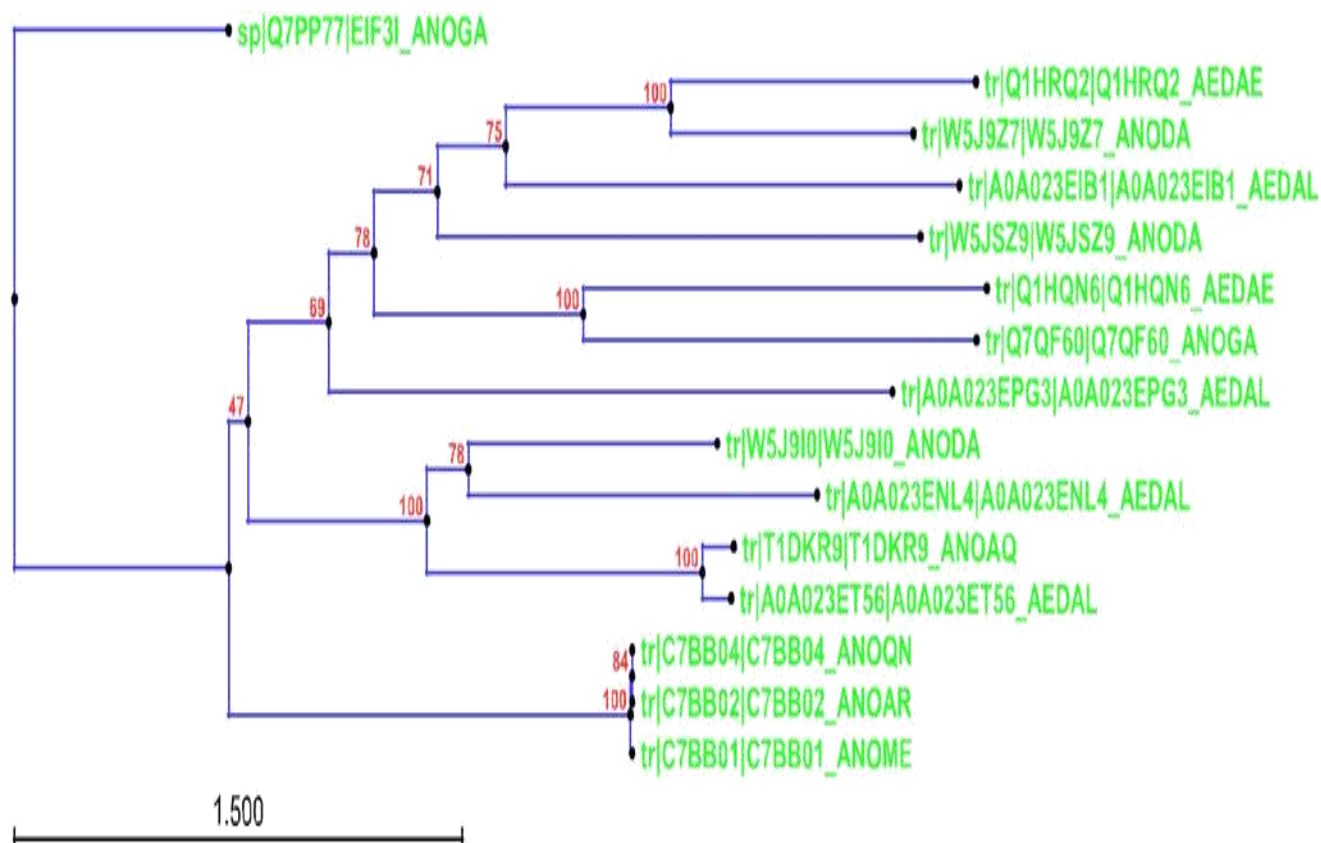 sp|Q7PP77|EIF3I_ANOGA
tr|Q1HRQ2|Q1HRQ2_AEDAE
100
tr|W5J9Z7|W5J9Z7_ANODA
75
tr|A0A023EIB1|A0A023EIB1_AEDAL
71
tr|W5JSZ9|W5JSZ9_ANODA
78
tr|Q1HQN6|Q1HQN6_AEDAE
100
69
tr|Q7QF60|Q7QF60_ANOGA
tr|A0A023EPG3|A0A023EPG3_AEDAL
47
tr|W5J9I0|W5J9I0_ANODA
78
tr|A0A023ENL4|A0A023ENL4_AEDAL
100
tr|T1DKR9|T1DKR9_ANOAQ
100
tr|A0A023ET56|A0A023ET56_AEDAL
tr|C7BB04|C7BB04_ANOQN
84
tr|C7BB02|C7BB02_ANOAR
100
tr|C7BB01|C7BB01_ANOME
1.500